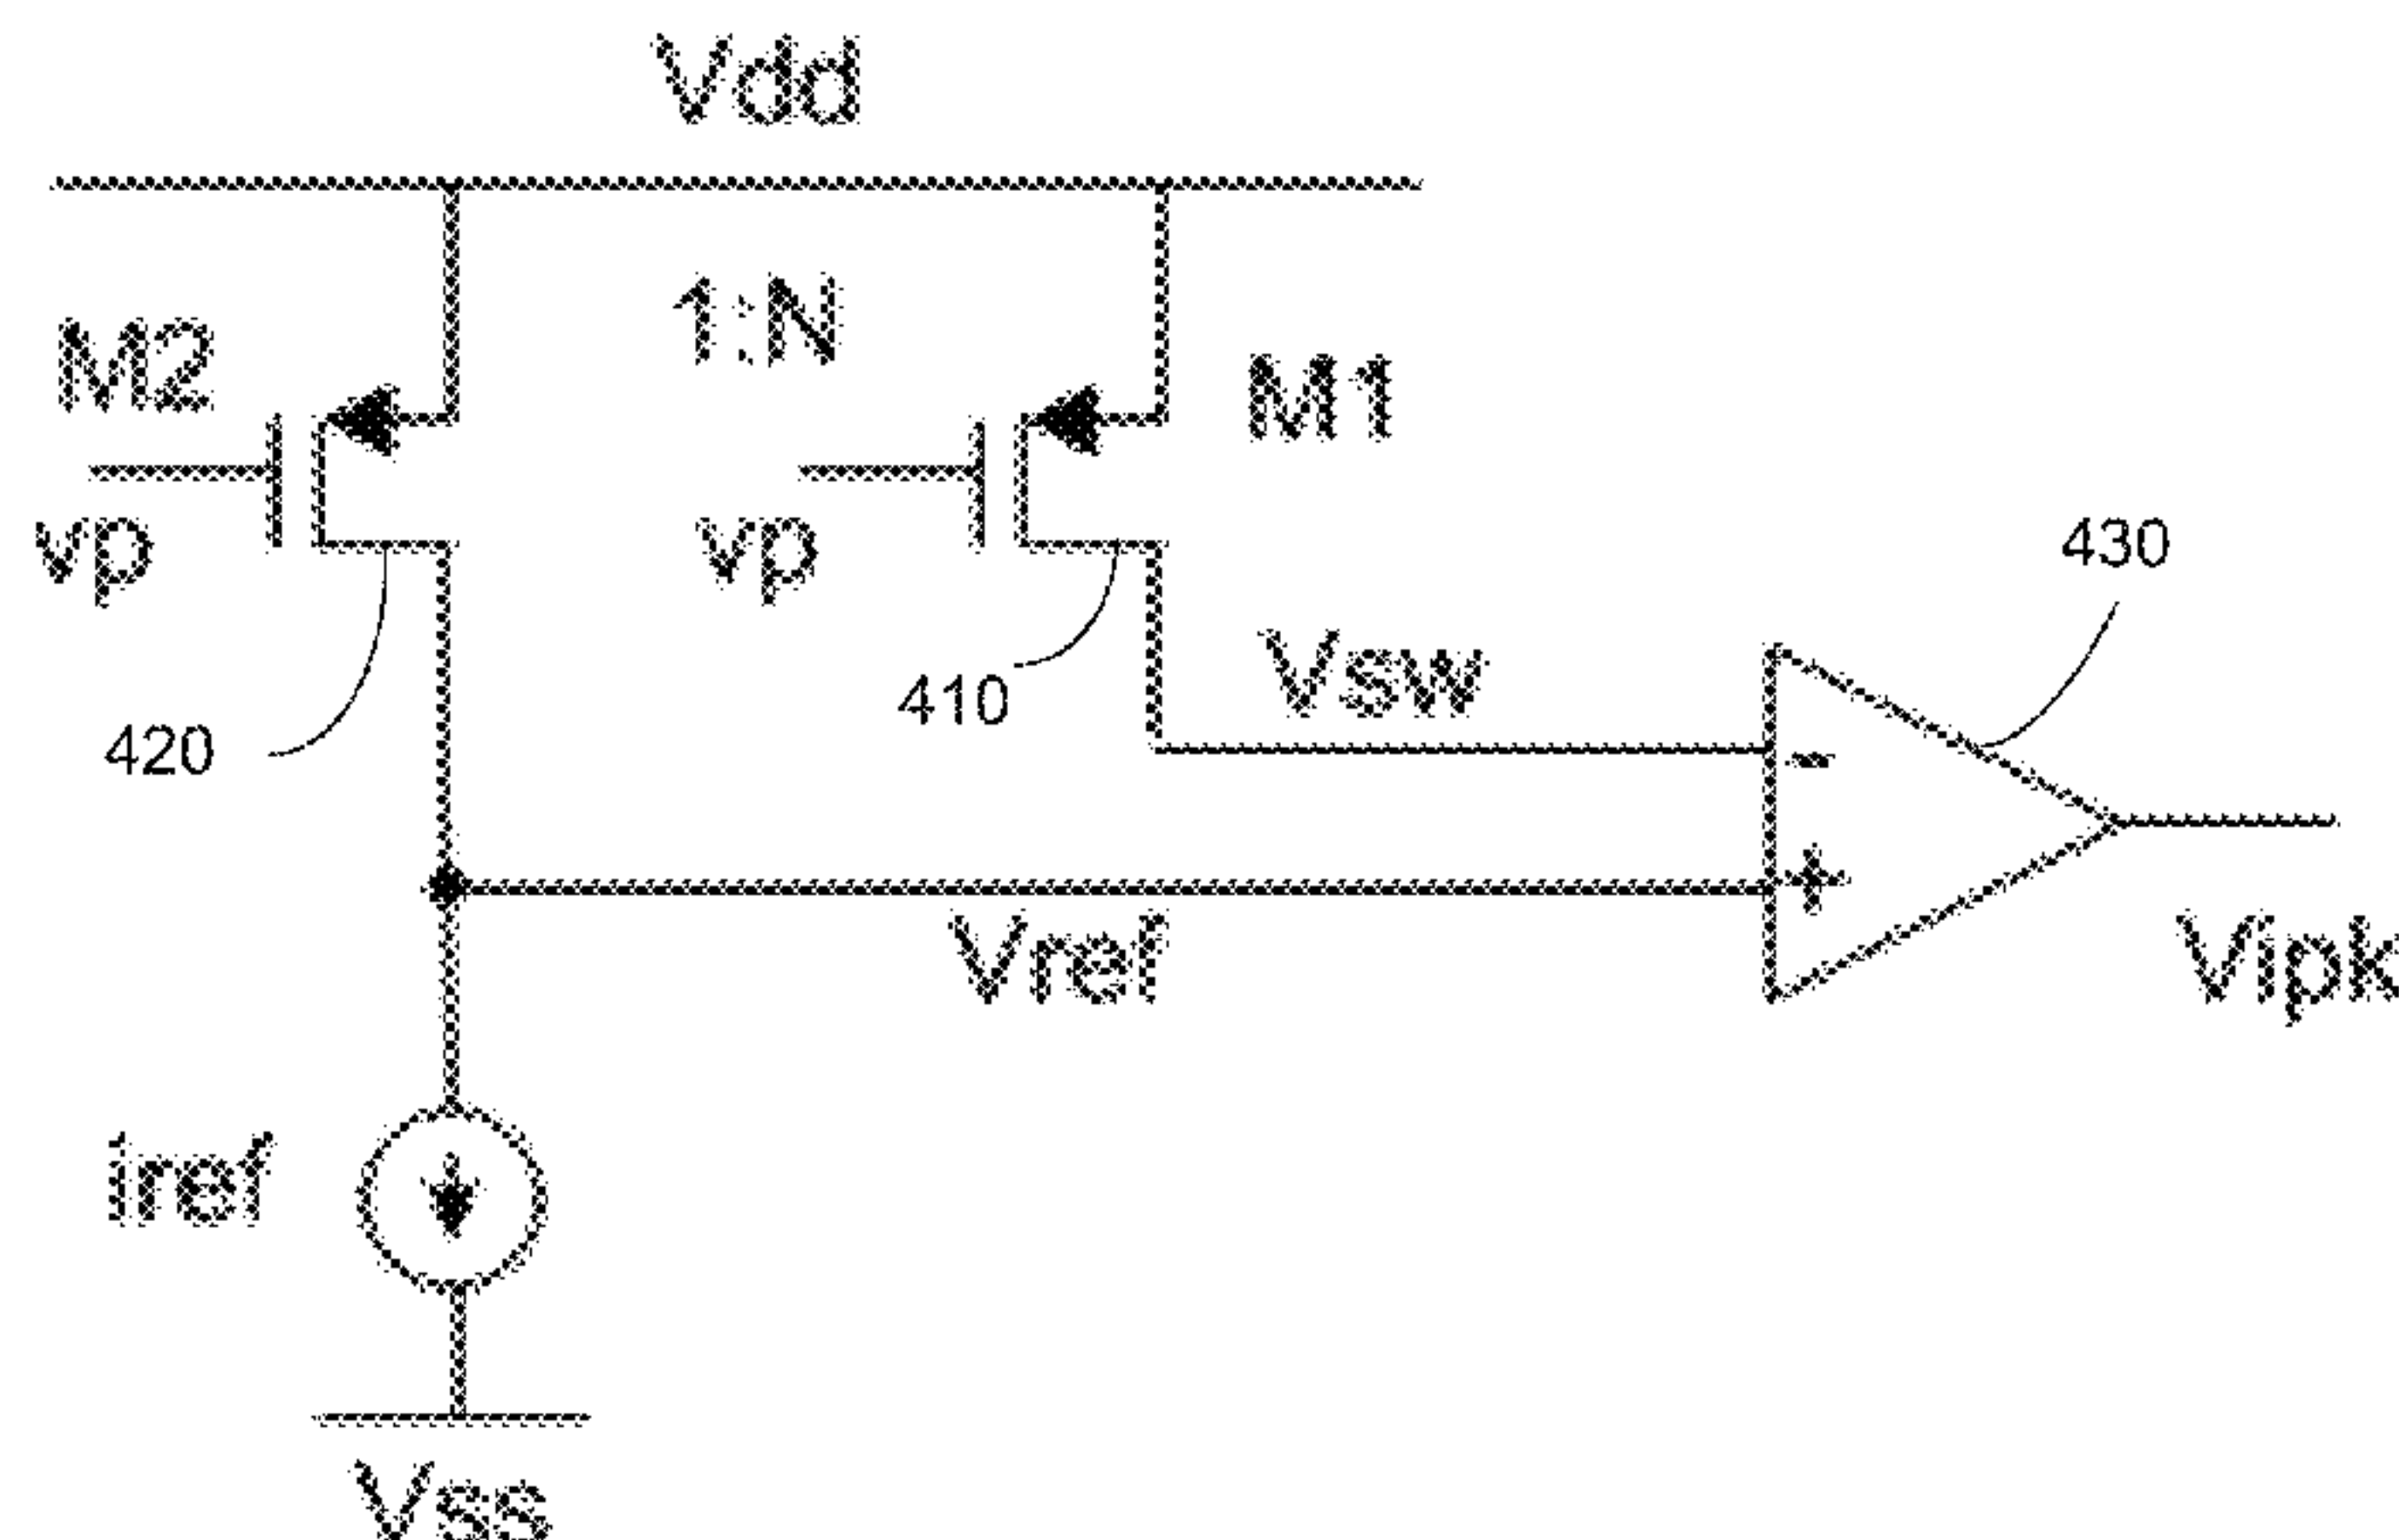 Vdd
1:N
M2
M1
vp
vp
430
Vsw
410
420
-
+
Vref
Vipk
iref
Vss